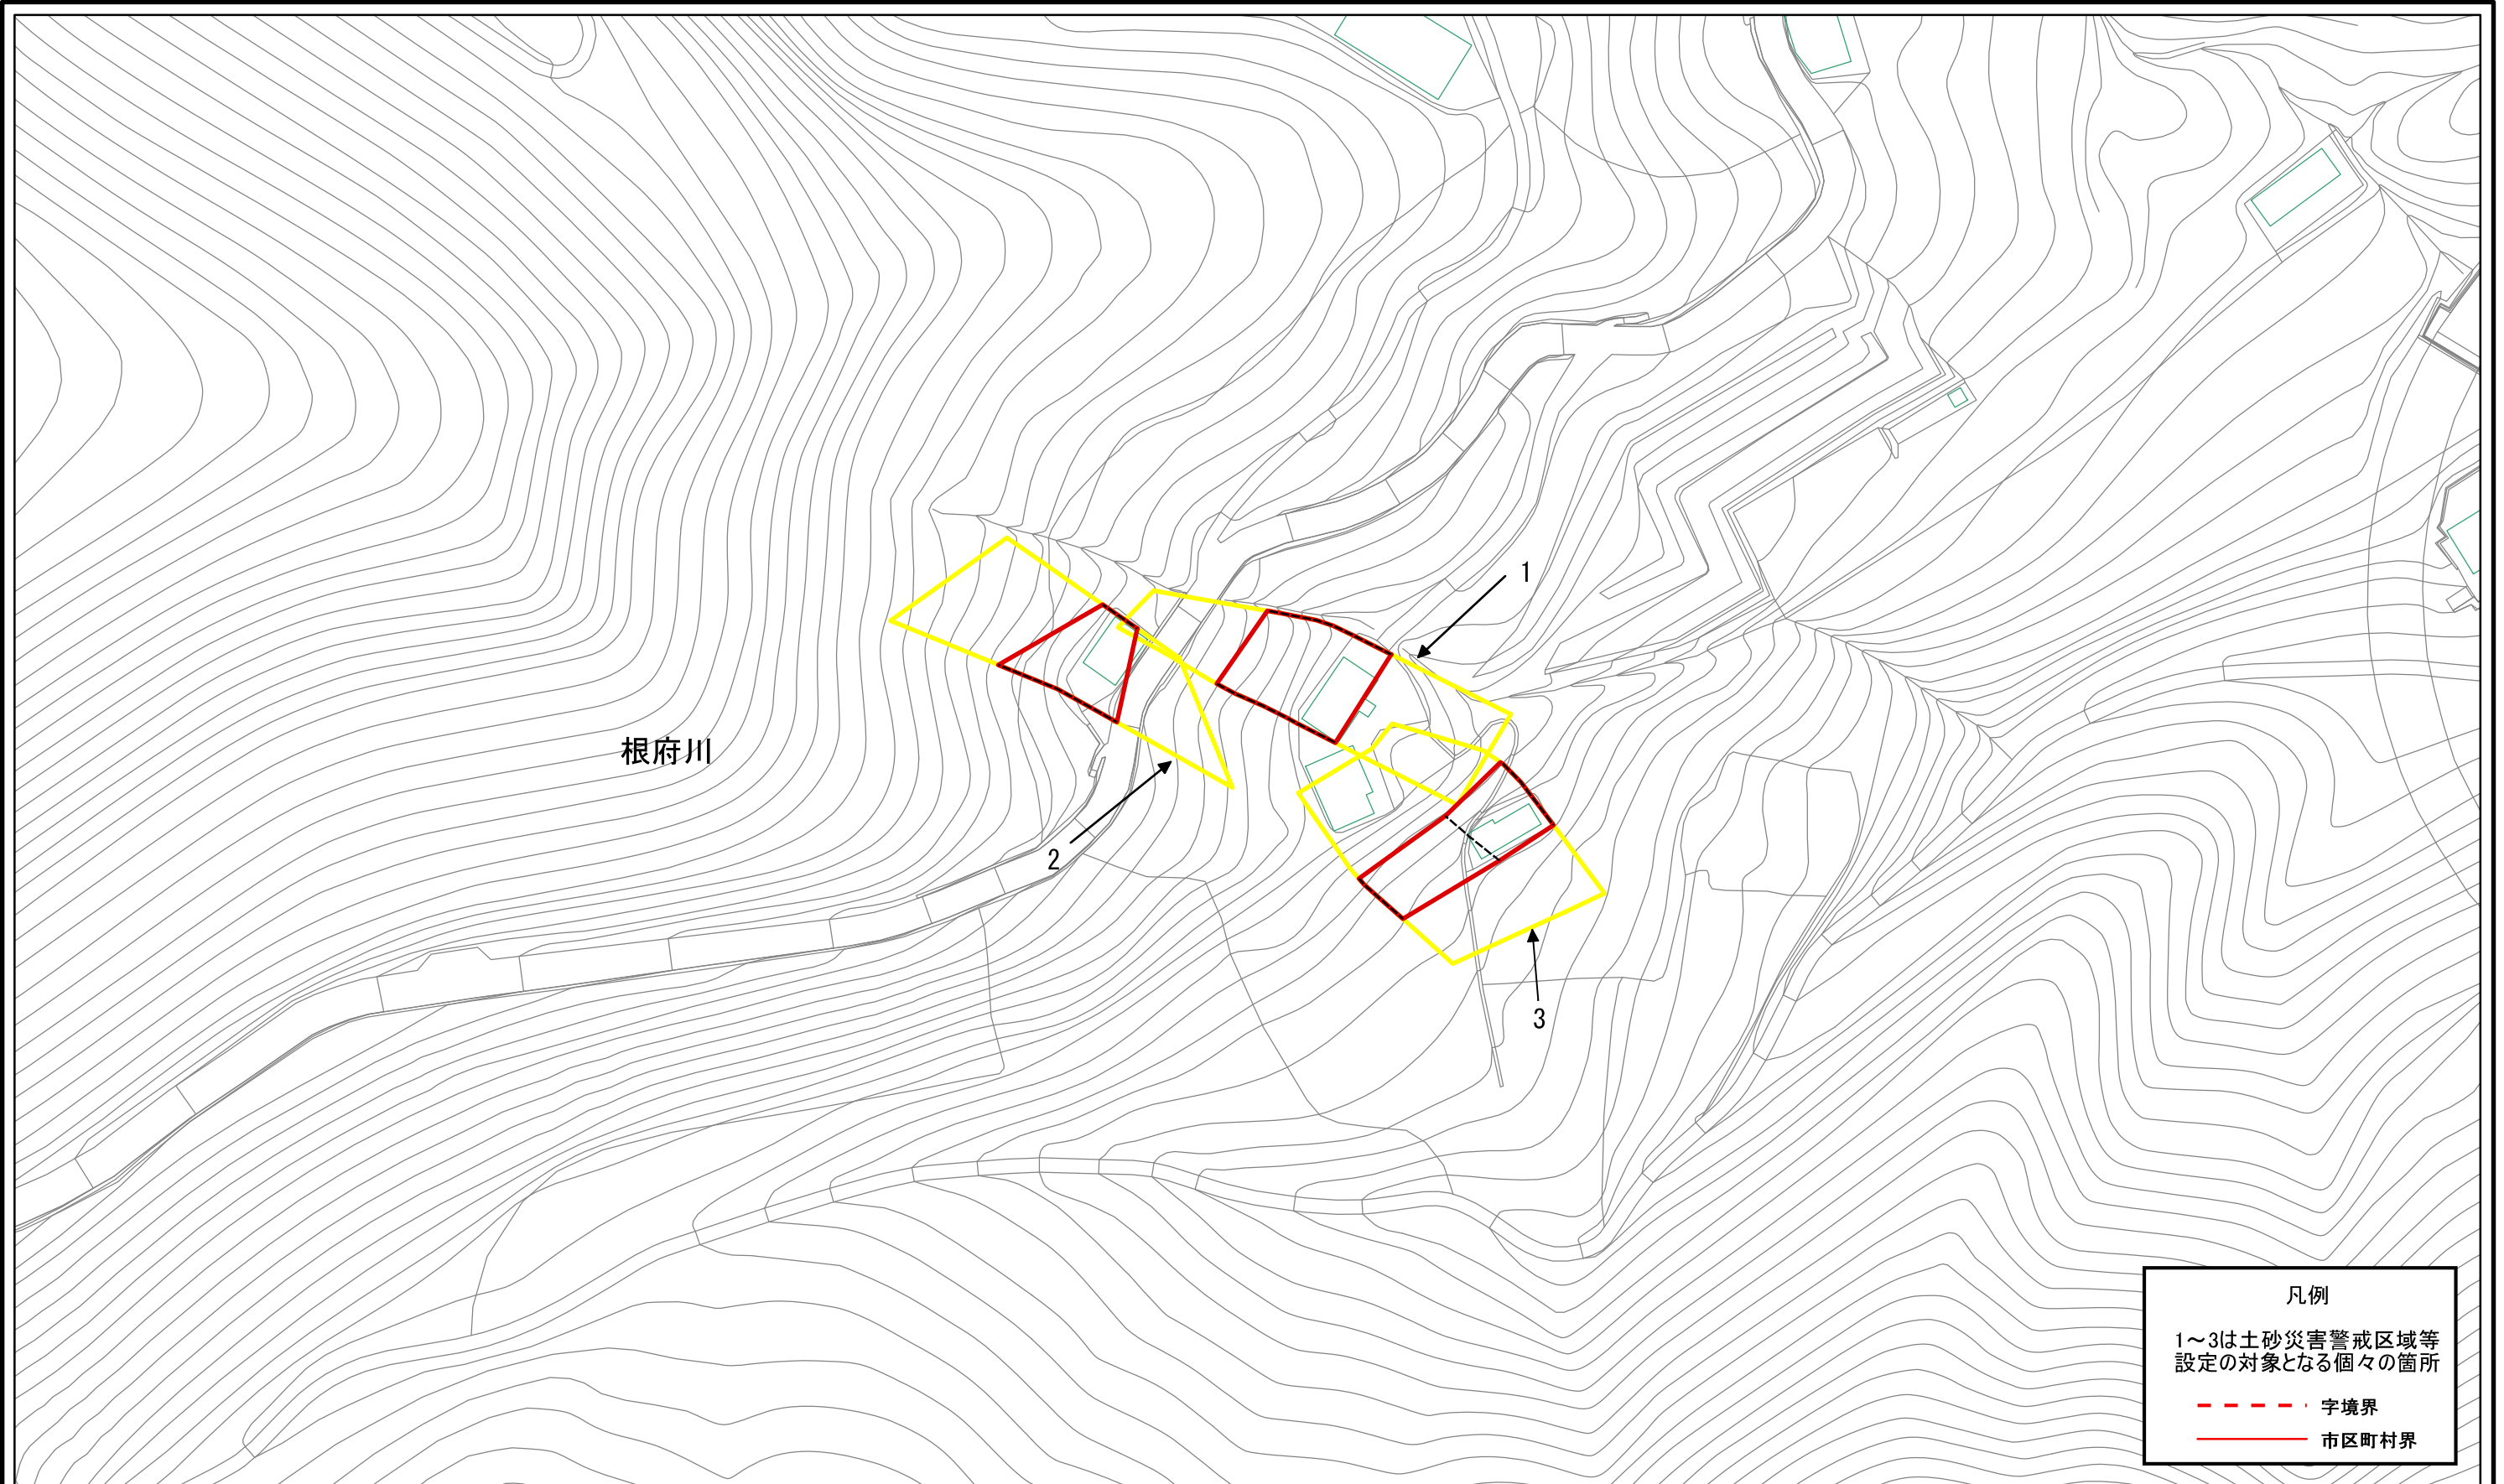 1
根府川
2
3
凡例
1～3は土砂災害警戒区域等
設定の対象となる個々の箇所
字境界
市区町村界